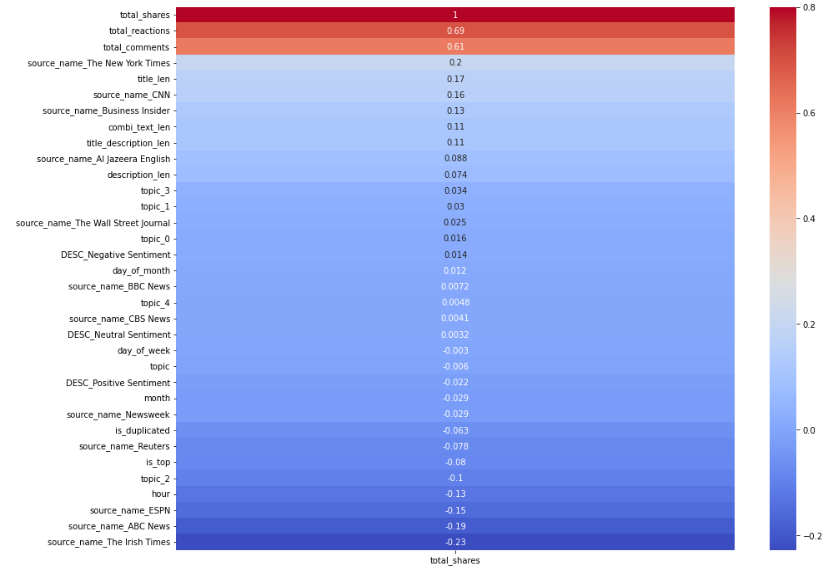 total_shares 1
total_reactions 0.69
total_comments 0.61
source_name_The New York Times 0.2
title_len 0.17
source_name_CNN 0.16
source_name_Business Insider 0.13
combi_text_len 0.11
title_description_len 0.11
source_name_Al Jazeera English 0.088
description_len 0.074
topic_3 0.034
topic_1 0.03
source_name_The Wall Street Journal 0.025
topic_0 0.016
DESC_Negative Sentiment 0.014
day_of_month 0.012
source_name_BBC News 0.0072
topic_4 0.0048
source_name_CBS News 0.0041
DESC_Neutral Sentiment 0.0032
day_of_week -0.003
topic -0.006
DESC_Positive Sentiment -0.022
month -0.029
source_name_Newsweek -0.029
is_duplicated -0.063
source_name_Reuters -0.078
is_top -0.08
topic_2 -0.1
hour -0.13
source_name_ESPN -0.15
source_name_ABC News -0.19
source_name_The Irish Times -0.23
total_shares
0.8
0.6
0.4
0.2
0.0
−0.2